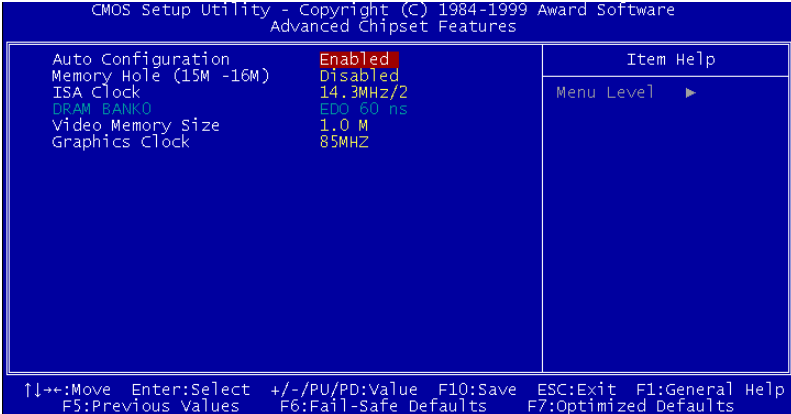 CMOS Setup Utility - Copyright (C) 1984-1999 Award Software
Advanced Chipset Features
Auto Configuration Enabled
Memory Hole (15M -16M) Disabled
ISA Clock 14.3MHz/2
DRAM BANK0 EDO 60 ns
Video Memory Size 1.0 M
Graphics Clock 85MHZ
Item Help
Menu Level ►
↑↓→←:Move Enter:Select +/-/PU/PD:Value F10:Save ESC:Exit F1:General Help
F5:Previous Values F6:Fail-Safe Defaults F7:Optimized Defaults